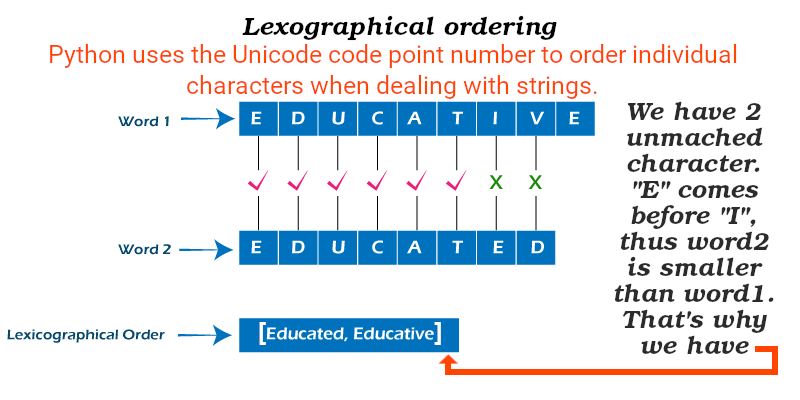 Lexographical ordering
Python uses the Unicode code point number to order individual
characters when dealing with strings.
Word 1
E D U C A T I V E
X X
Word 2
E D U C A T E D
Lexicographical Order
[Educated, Educative]
We have 2
unmached
character.
"E" comes
before "I",
thus word2
is smaller
than word1.
That's why
we have